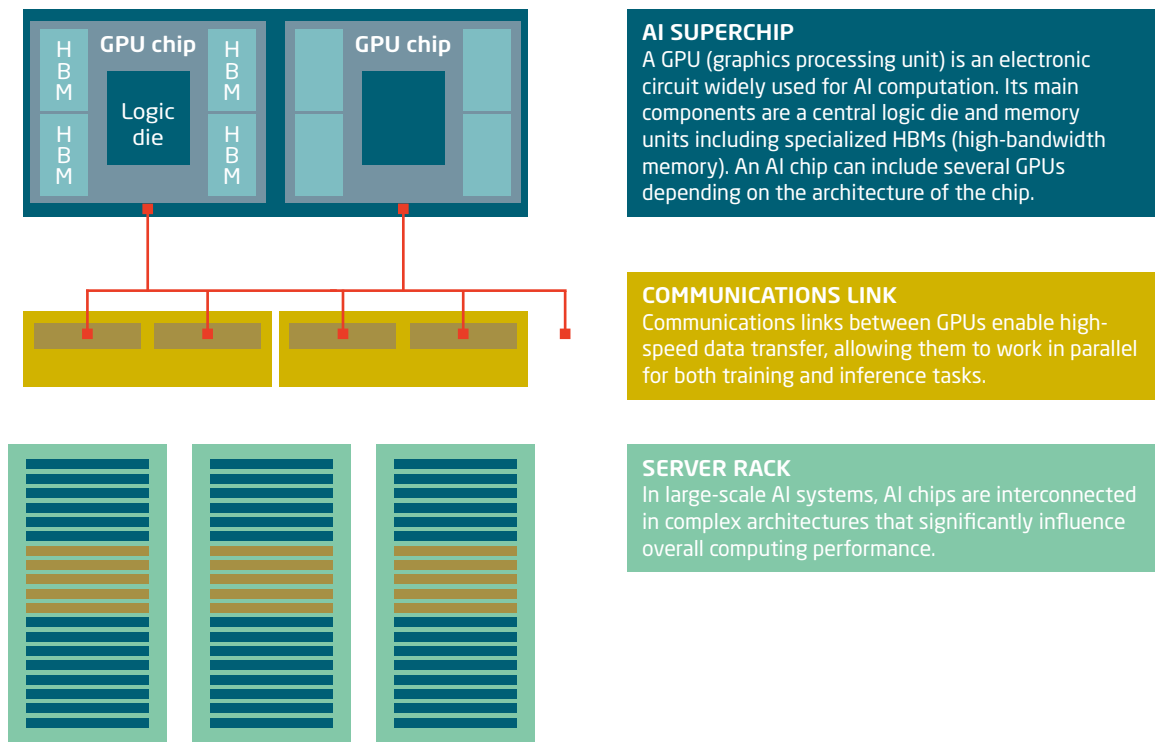 GPU chip
GPU chip
HBM
HBM
HBM
HBM
Logic
die
AI SUPERCHIP
A GPU (graphics processing unit) is an electronic
circuit widely used for AI computation. Its main
components are a central logic die and memory
units including specialized HBMs (high-bandwidth
memory). An AI chip can include several GPUs
depending on the architecture of the chip.
COMMUNICATIONS LINK
Communications links between GPUs enable high-
speed data transfer, allowing them to work in parallel
for both training and inference tasks.
SERVER RACK
In large-scale AI systems, AI chips are interconnected
in complex architectures that significantly influence
overall computing performance.